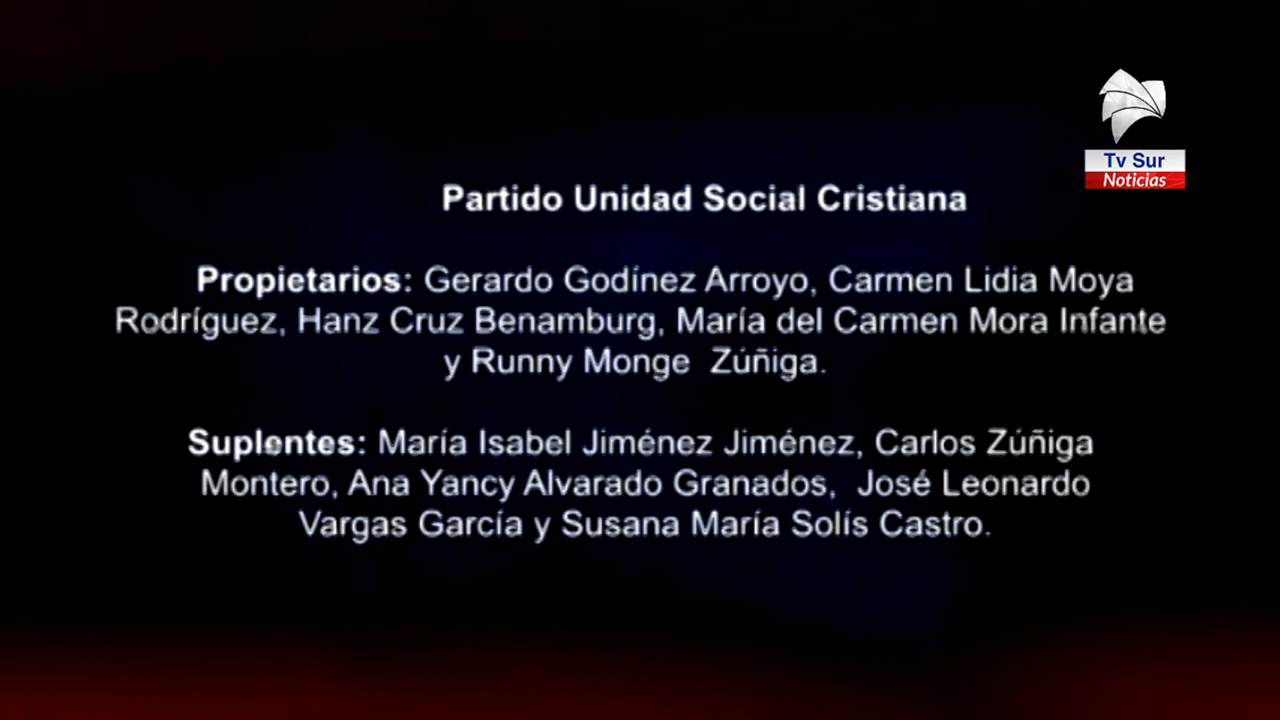 Tv Sur
Noticias
Partido Unidad Social Cristiana
Propietarios: Gerardo Godínez Arroyo, Carmen Lidia Moya
Rodríguez, Hanz Cruz Benamburg, María del Carmen Mora Infante
y Runny Monge  Zúñiga.
Suplentes: María Isabel Jiménez Jiménez, Carlos Zúñiga
Montero, Ana Yancy Alvarado Granados,  José Leonardo
Vargas García y Susana María Solís Castro.